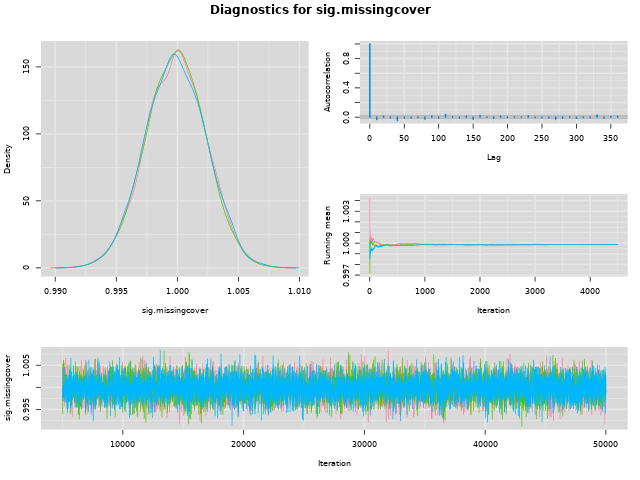 Diagnostics for sig.missingcover
Density
0 50 100 150
0.990 0.995 1.000 1.005 1.010
sig.missingcover
Autocorrelation
0.0 0.4 0.8
0 50 100 150 200 250 300 350
Lag
Running mean
0.997 1.000 1.003
0 1000 2000 3000 4000
Iteration
sig.missingcover
0.995 1.005
10000 20000 30000 40000 50000
Iteration